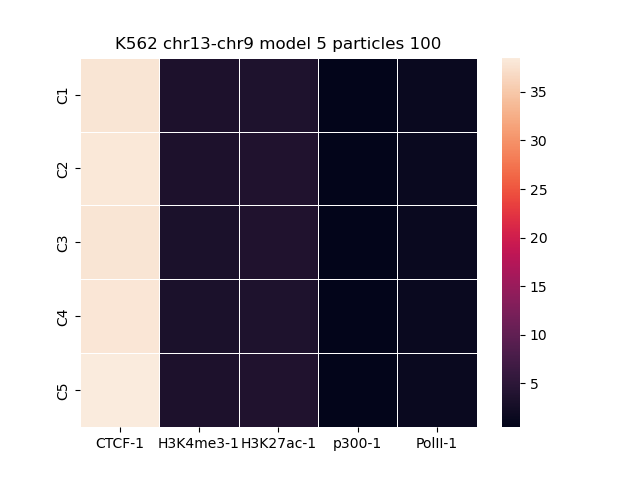 K562 chr13-chr9 model 5 particles 100
C1
C2
C3
C4
C5
CTCF-1 H3K4me3-1 H3K27ac-1 p300-1 PolII-1
35
30
25
20
15
10
5